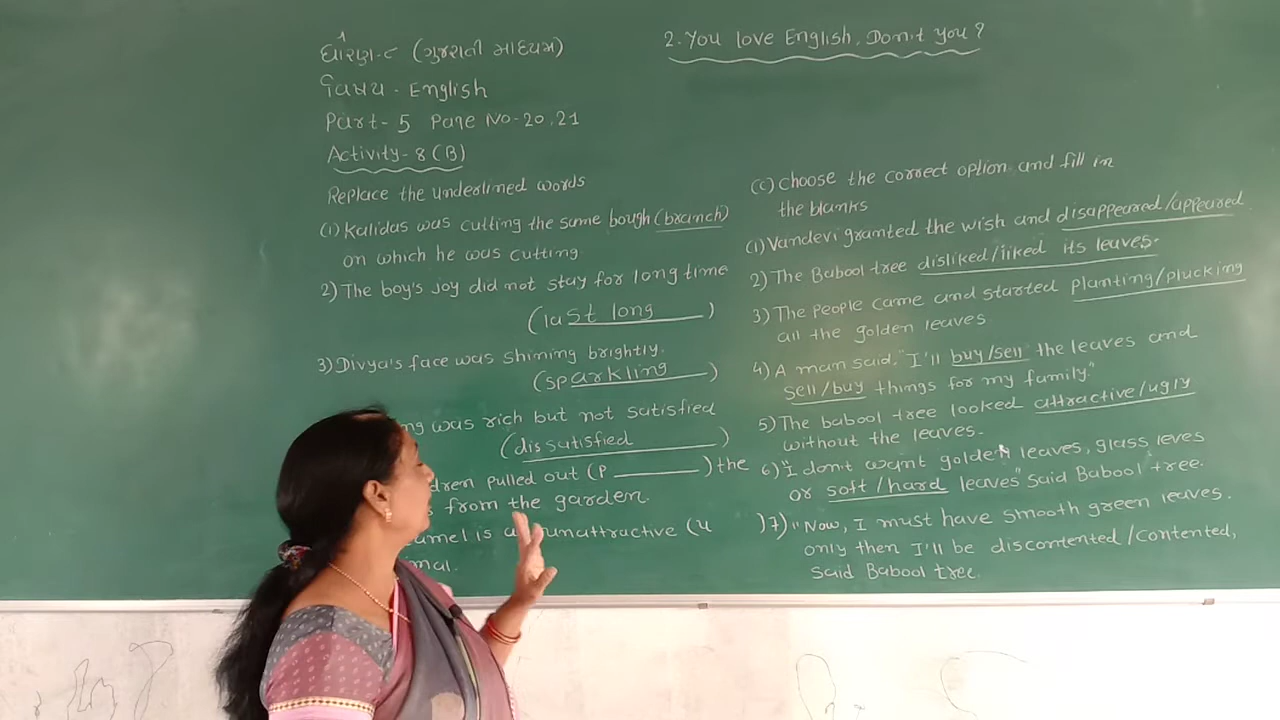 ધોરણ-૮ (ગુજરાતી માધ્યમ)
વિષય - English
Part-5 Page No-20,21
Activity-8(B)
Replace the underlined words
(1) Kalidas was cutting the same bough (branch)
on which he was cutting
2) The boy's Joy did not stay for long time
(last long)
3) Divya's face was shining brightly.
(sparkling)
was rich but not satisfied
(dissatisfied)
pulled out (P ______) the
from the garden.
unattractive (u
2. You love English, Don't you?
(C) Choose the correct option and fill in
the blanks
(1) Vandevi granted the wish and disappeared/appeared
2) The Babool tree disliked/liked its leaves.
3) The people came and started planting/plucking
all the golden leaves
4) A man said, "I'll buy/sell the leaves and
sell/buy things for my family."
5) The babool tree looked attractive/ugly
without the leaves.
6) "I don't want golden leaves, glass leves
or soft/hard leaves" said Babool tree.
)7) "Now, I must have smooth green leaves.
only then I'll be discontented/contented,
said Babool tree.